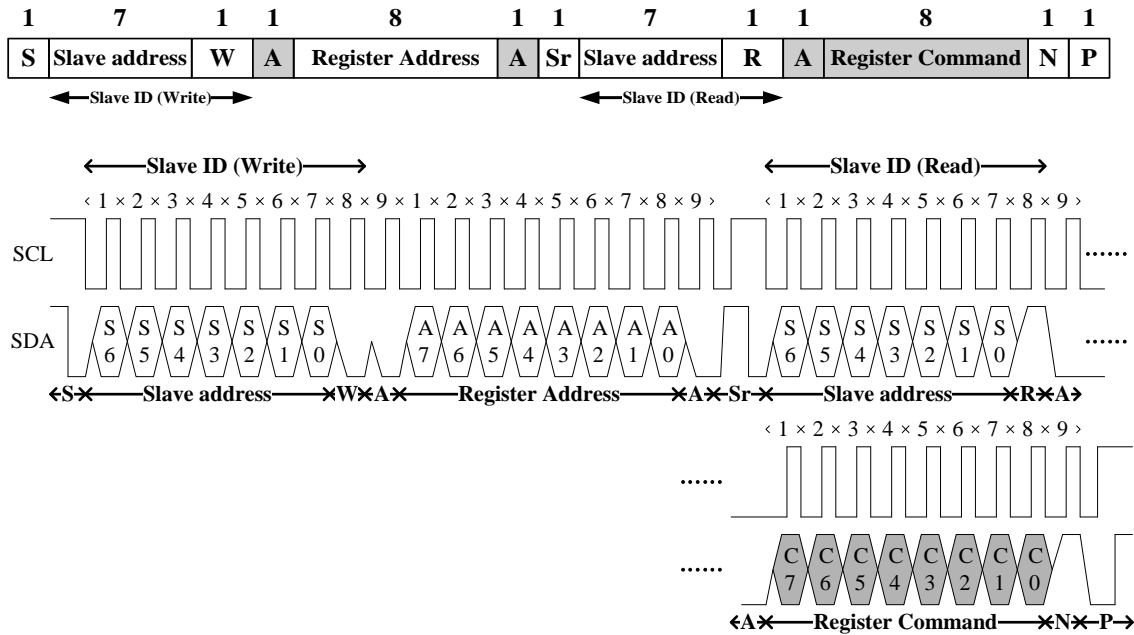 1 7 1 1 8 1 1 7 1 1 8 1 1
S Slave address W A Register Address A Sr Slave address R A Register Command N P
Slave ID (Write) Slave ID (Read)
Slave ID (Write) Slave ID (Read)
‹ 1 × 2 × 3 × 4 × 5 × 6 × 7 × 8 × 9 × 1 × 2 × 3 × 4 × 5 × 6 × 7 × 8 × 9 › ‹ 1 × 2 × 3 × 4 × 5 × 6 × 7 × 8 × 9 ›
SCL ······
SDA S6 S5 S4 S3 S2 S1 S0 A7 A6 A5 A4 A3 A2 A1 A0 S6 S5 S4 S3 S2 S1 S0 ······
S Slave address W A Register Address A Sr Slave address R A
‹ 1 × 2 × 3 × 4 × 5 × 6 × 7 × 8 × 9 ›
······
······ C7 C6 C5 C4 C3 C2 C1 C0
A Register Command N P